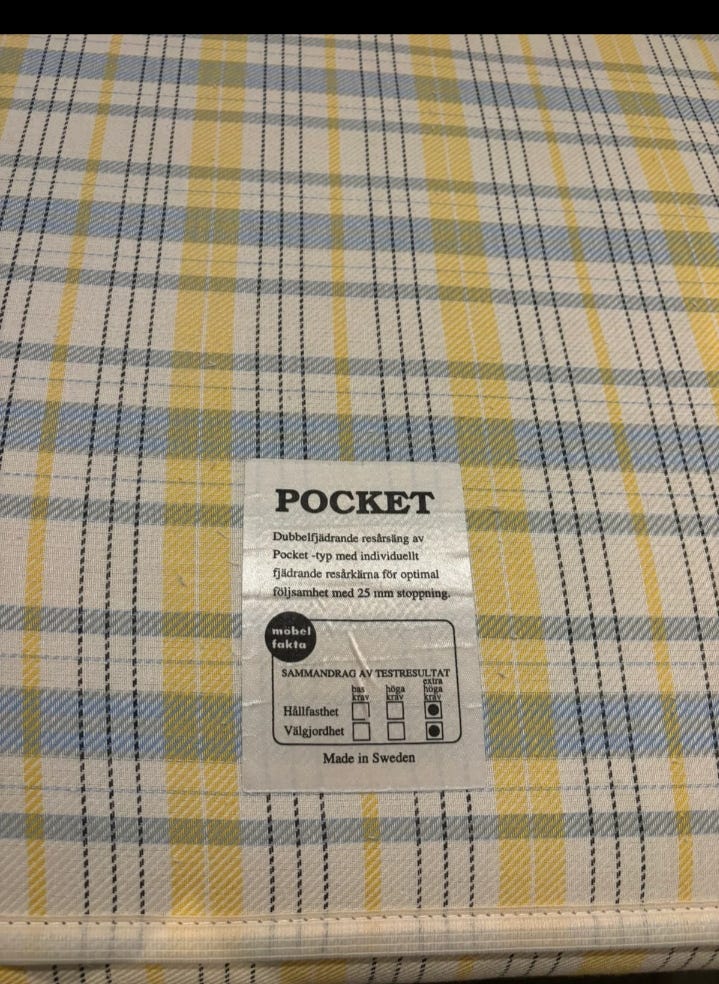 POCKET
Dubbelfjädrande resårsäng av
Pocket -typ med individuellt
fjädrande resårkärna för optimal
följsamhet med 25 mm stoppning.
möbel
fakta
SAMMANDRAG AV TESTRESULTAT
bas krav höga krav extra höga krav
Hållfasthet
Välgjordhet
Made in Sweden